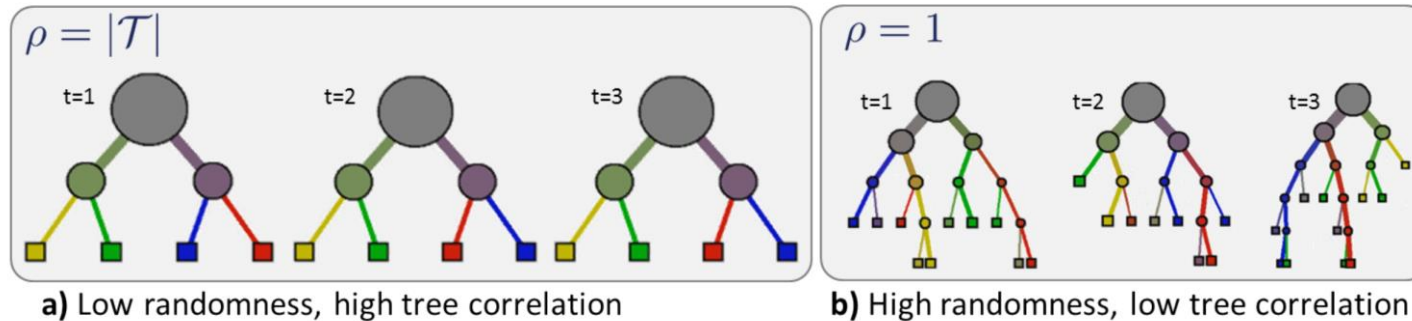 ρ = |𝒯|
t=1
t=2
t=3
a) Low randomness, high tree correlation
ρ = 1
t=1
t=2
t=3
b) High randomness, low tree correlation